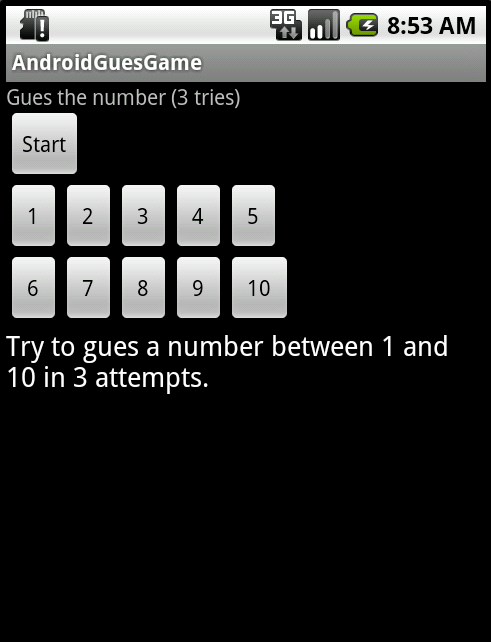 3G 8:53 AM
AndroidGuesGame
Gues the number (3 tries)
Start
1 2 3 4 5
6 7 8 9 10
Try to gues a number between 1 and
10 in 3 attempts.